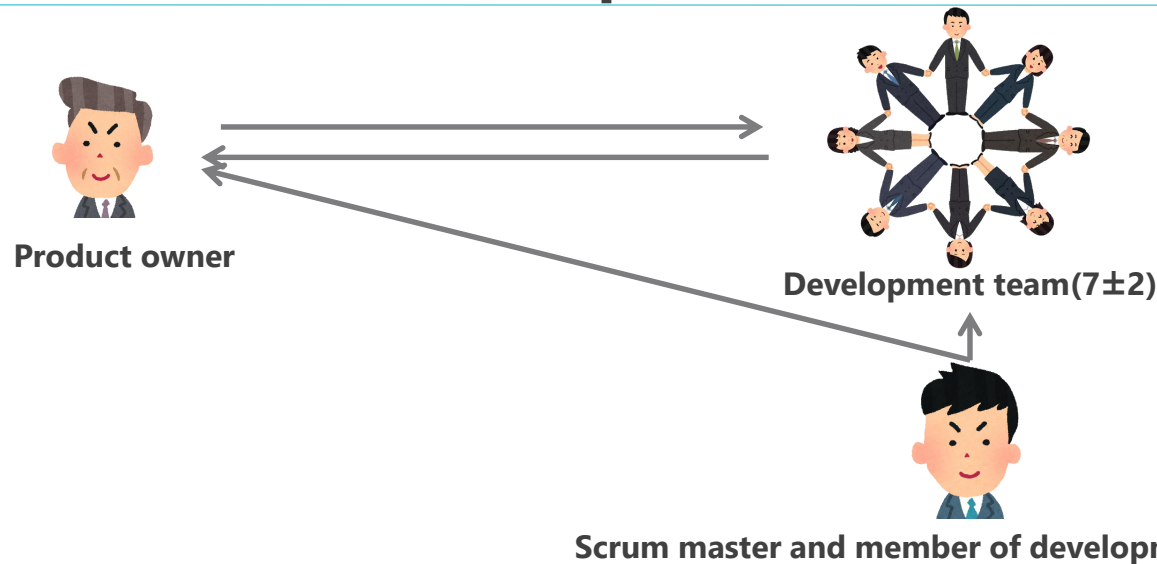 Product owner
Development team(7±2)
Scrum master and member of